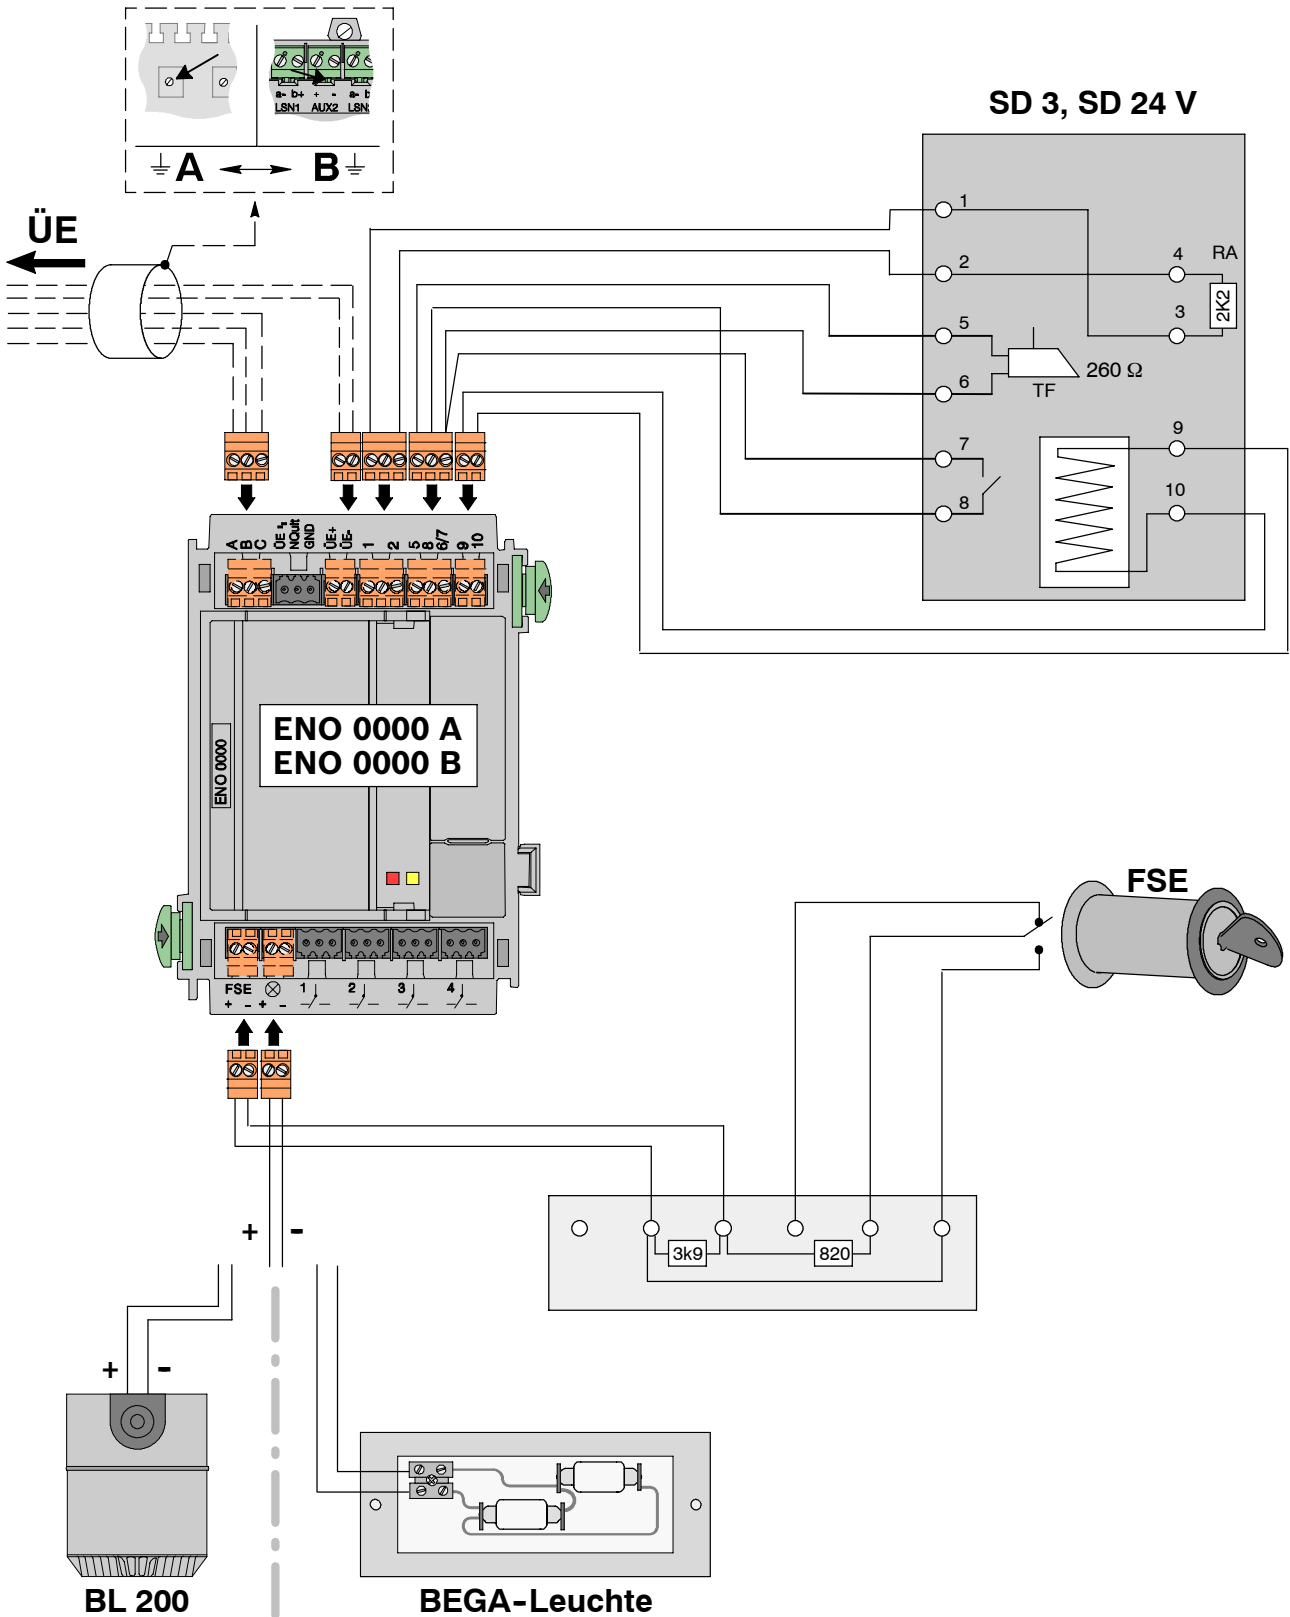 a- b+ + - a- b
LSN1 AUX2 LSN
A B
SD 3, SD 24 V
ÜE
1
2
4 RA
2K2
3
5
6
260 Ω
TF
7
8
9
10
A B C ÜE NQuit GND ÜE+ ÜE- 1 2 5 8 6/7 9 10
ENO 0000 A
ENO 0000 B
ENO 0000
FSE
FSE 1 2 3 4
+ - + -
+ -
3k9 820
+ -
BL 200
BEGA-Leuchte